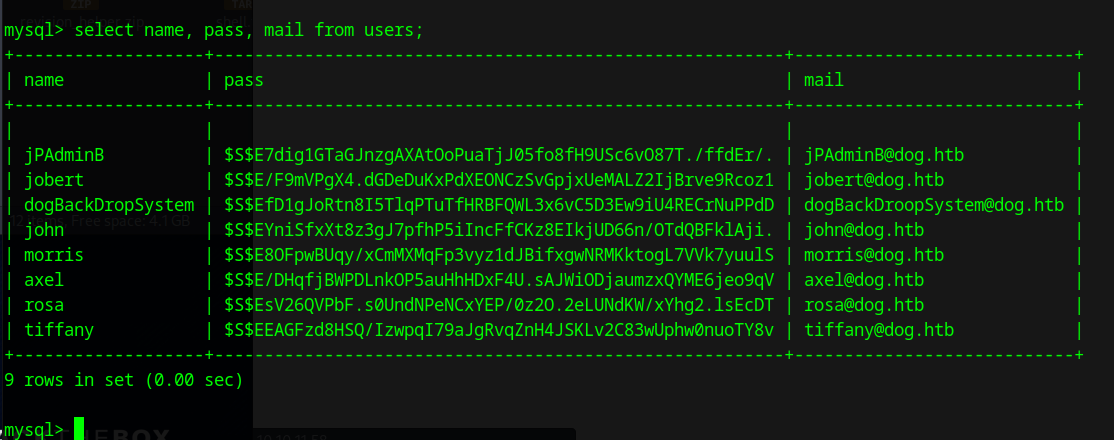 mysql> select name, pass, mail from users;
+-------------------+---------------------------------------------------------+---------------------------+
| name              | pass                                                    | mail                      |
+-------------------+---------------------------------------------------------+---------------------------+
|                   |                                                         |                           |
| jPAdminB          | $S$E7dig1GTaGJnzgAXAtOoPuaTjJ05fo8fH9USc6vO87T./ffdEr/. | jPAdminB@dog.htb          |
| jobert            | $S$E/F9mVPgX4.dGDeDuKxPdXEONCzSvGpjxUeMALZ2IjBrve9Rcoz1 | jobert@dog.htb            |
| dogBackDropSystem | $S$EfD1gJoRtn8I5TlqPTuTfHRBFQWL3x6vC5D3Ew9iU4RECrNuPPdD | dogBackDroopSystem@dog.htb |
| john              | $S$EYniSfxXt8z3gJ7pfhP5iIncFfCKz8EIkjUD66n/OTdQBFklAji. | john@dog.htb              |
| morris            | $S$E8OFpwBUqy/xCmMXMqFp3vyz1dJBifxgwNRMKktogL7VVk7yuulS | morris@dog.htb            |
| axel              | $S$E/DHqfjBWPDLnkOP5auHhHDxF4U.sAJWiODjaumzxQYME6jeo9qV | axel@dog.htb              |
| rosa              | $S$EsV26QVPbF.s0UndNPeNCxYEP/0z2O.2eLUNdKW/xYhg2.lsEcDT | rosa@dog.htb              |
| tiffany           | $S$EEAGFzd8HSQ/IzwpqI79aJgRvqZnH4JSKLv2C83wUphw0nuoTY8v | tiffany@dog.htb           |
+-------------------+---------------------------------------------------------+---------------------------+
9 rows in set (0.00 sec)
mysql>